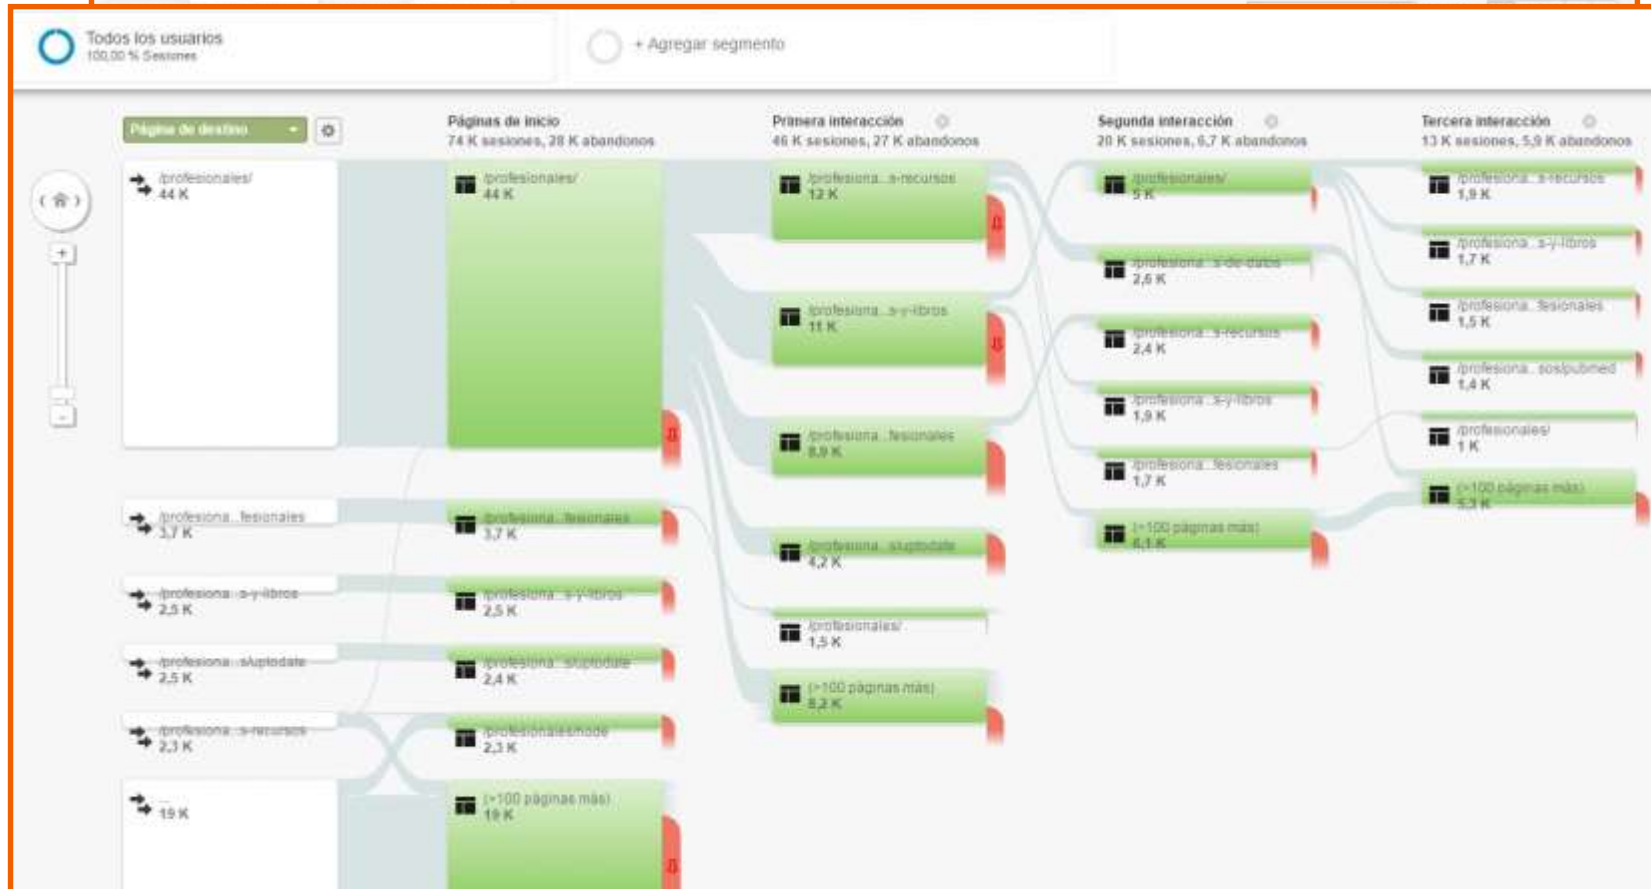 Todos los usuarios
100,00 % Sesiones
+ Agregar segmento
Página de destino
Páginas de inicio
74 K sesiones, 28 K abandonos
Primera interacción
46 K sesiones, 27 K abandonos
Segunda interacción
20 K sesiones, 6,7 K abandonos
Tercera interacción
13 K sesiones, 5,9 K abandonos
/profesionales/
44 K
/profesiona...fesionales
3,7 K
/profesiona...s-y-libros
2,5 K
/profesiona...s/uptodate
2,5 K
/profesiona...s-recursos
2,3 K
...
19 K
/profesionales/
44 K
/profesiona...fesionales
3,7 K
/profesiona...s-y-libros
2,5 K
/profesiona...s/uptodate
2,4 K
/profesionales/node
2,3 K
(>100 páginas más)
19 K
/profesiona...s-recursos
12 K
/profesiona...s-y-libros
11 K
/profesiona...fesionales
8,9 K
/profesiona...s/uptodate
4,2 K
/profesionales/
1,5 K
(>100 páginas más)
8,2 K
/profesionales/
5 K
/profesiona...s-de-datos
2,6 K
/profesiona...s-recursos
2,4 K
/profesiona...s-y-libros
1,9 K
/profesiona...fesionales
1,7 K
(>100 páginas más)
6,1 K
/profesiona...s-recursos
1,9 K
/profesiona...s-y-libros
1,7 K
/profesiona...fesionales
1,5 K
/profesiona...sos/pubmed
1,4 K
/profesionales/
1 K
(>100 páginas más)
5,3 K